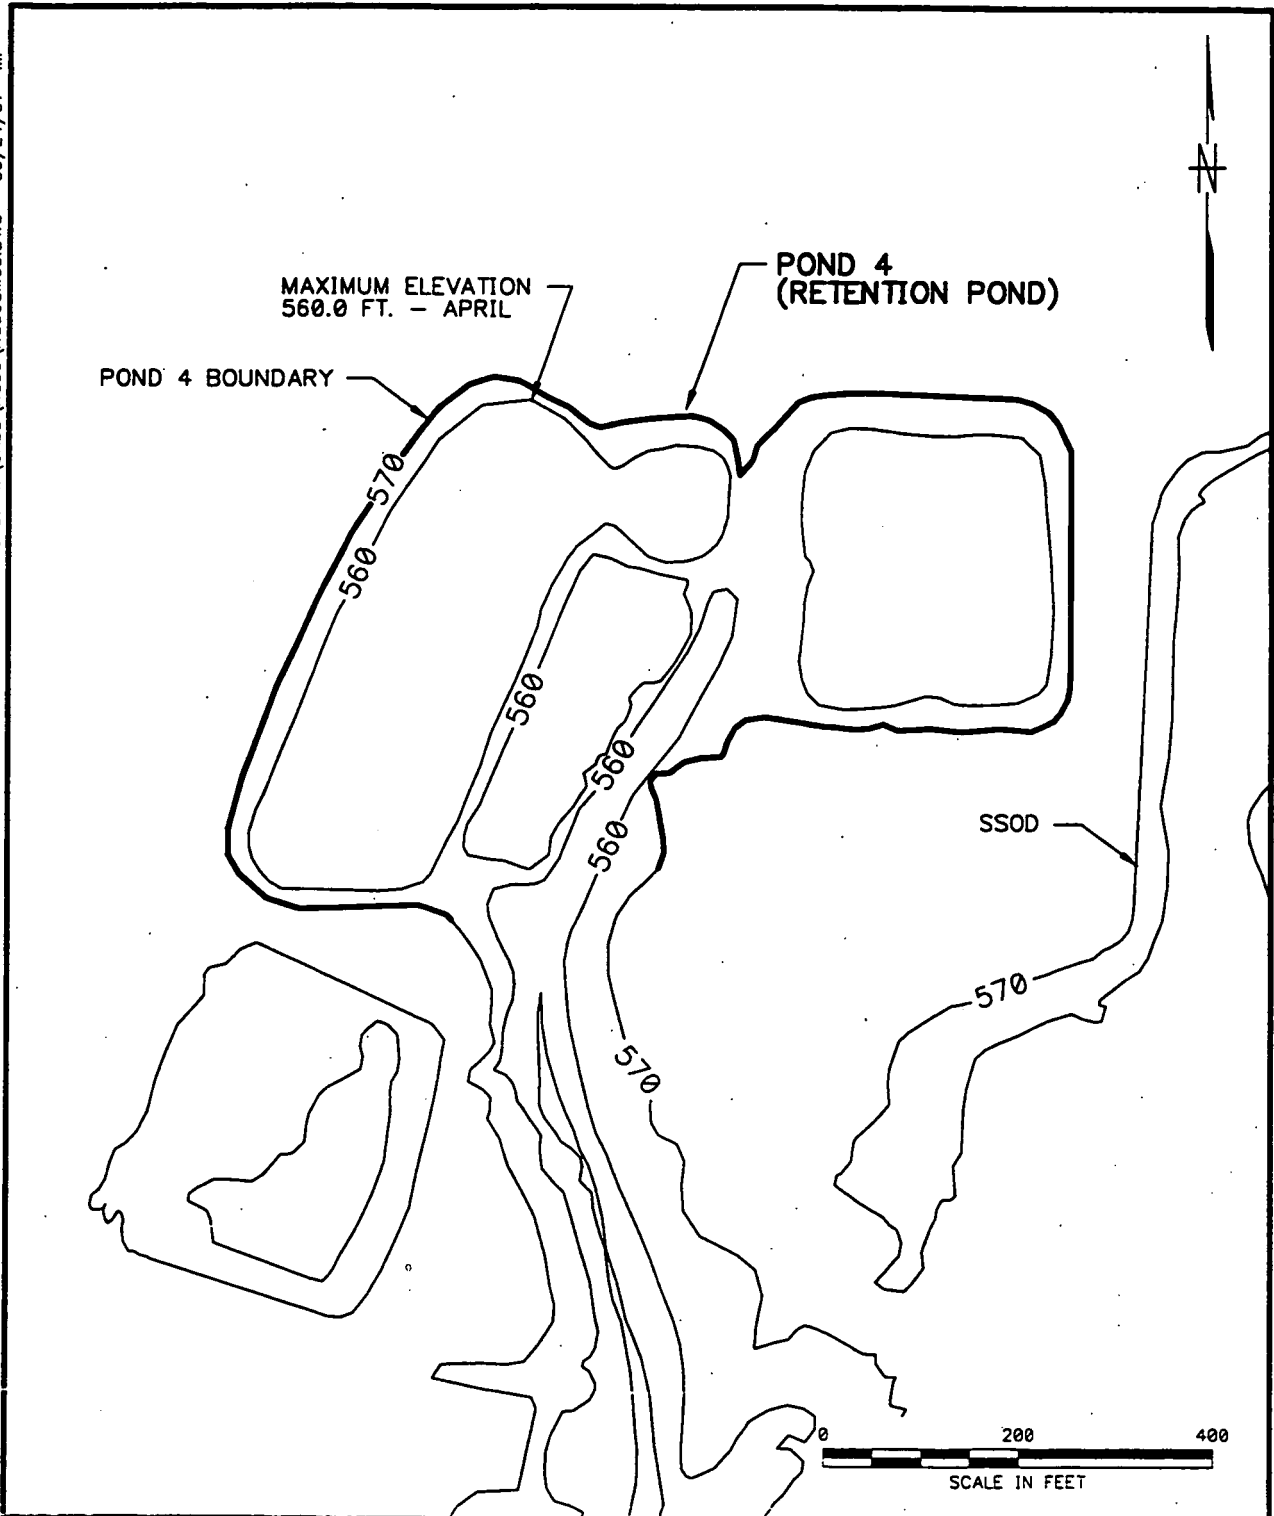 N
POND 4
(RETENTION POND)
MAXIMUM ELEVATION
560.0 FT. - APRIL
POND 4 BOUNDARY
570
560
560
560
560
SSOD
570
570
0 200 400
SCALE IN FEET